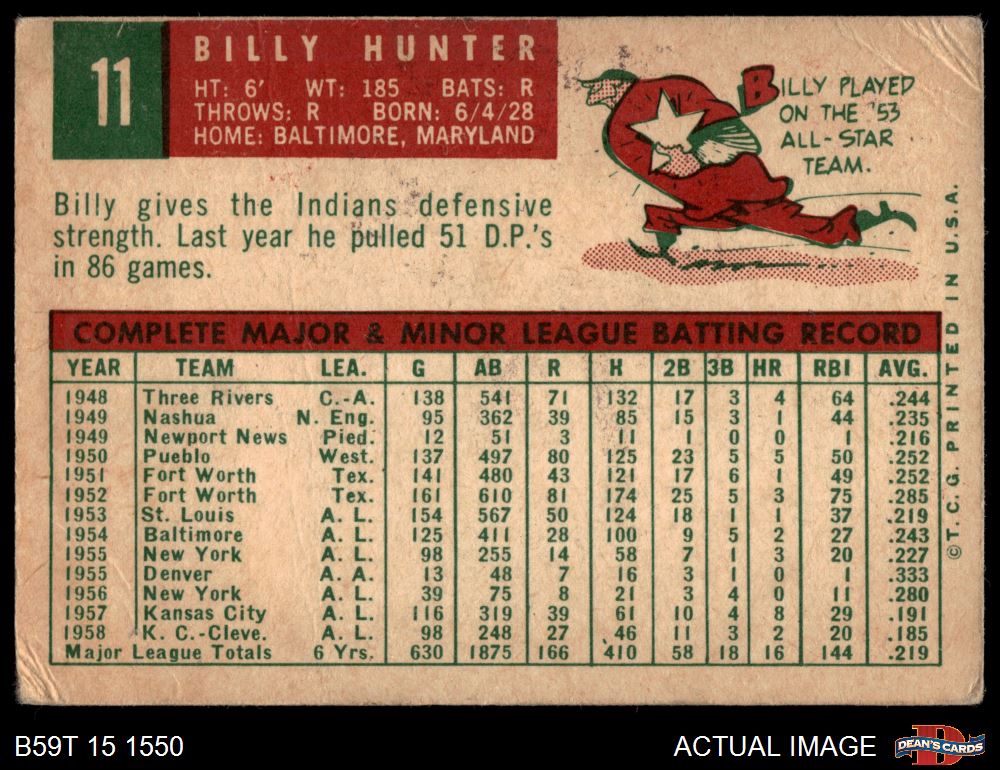 11
BILLY HUNTER
HT: 6' WT: 185 BATS: R
THROWS: R BORN: 6/4/28
HOME: BALTIMORE, MARYLAND
BILLY PLAYED
ON THE '53
ALL-STAR
TEAM.
Billy gives the Indians defensive
strength. Last year he pulled 51 D.P.'s
in 86 games.
COMPLETE MAJOR & MINOR LEAGUE BATTING RECORD
YEAR TEAM LEA. G AB R H 2B 3B HR RBI AVG.
1948 Three Rivers C.-A. 138 541 71 132 17 3 4 64 .244
1949 Nashua N. Eng. 95 362 39 85 15 3 1 44 .235
1949 Newport News Pied. 12 51 3 11 1 0 0 1 .216
1950 Pueblo West. 137 497 80 125 23 5 5 50 .252
1951 Fort Worth Tex. 141 480 43 121 17 6 1 49 .252
1952 Fort Worth Tex. 161 610 81 174 25 5 3 75 .285
1953 St. Louis A. L. 154 567 50 124 18 1 1 37 .219
1954 Baltimore A. L. 125 411 28 100 9 5 2 27 .243
1955 New York A. L. 98 255 14 58 7 1 3 20 .227
1955 Denver A. A. 13 48 7 16 3 1 0 1 .333
1956 New York A. L. 39 75 8 21 3 4 0 11 .280
1957 Kansas City A. L. 116 319 39 61 10 4 8 29 .191
1958 K. C.-Cleve. A. L. 98 248 27 46 11 3 2 20 .185
Major League Totals 6 Yrs. 630 1875 166 410 58 18 16 144 .219
©T.C.G. PRINTED IN U.S.A.
B59T 15 1550
ACTUAL IMAGE
DEAN'S CARDS